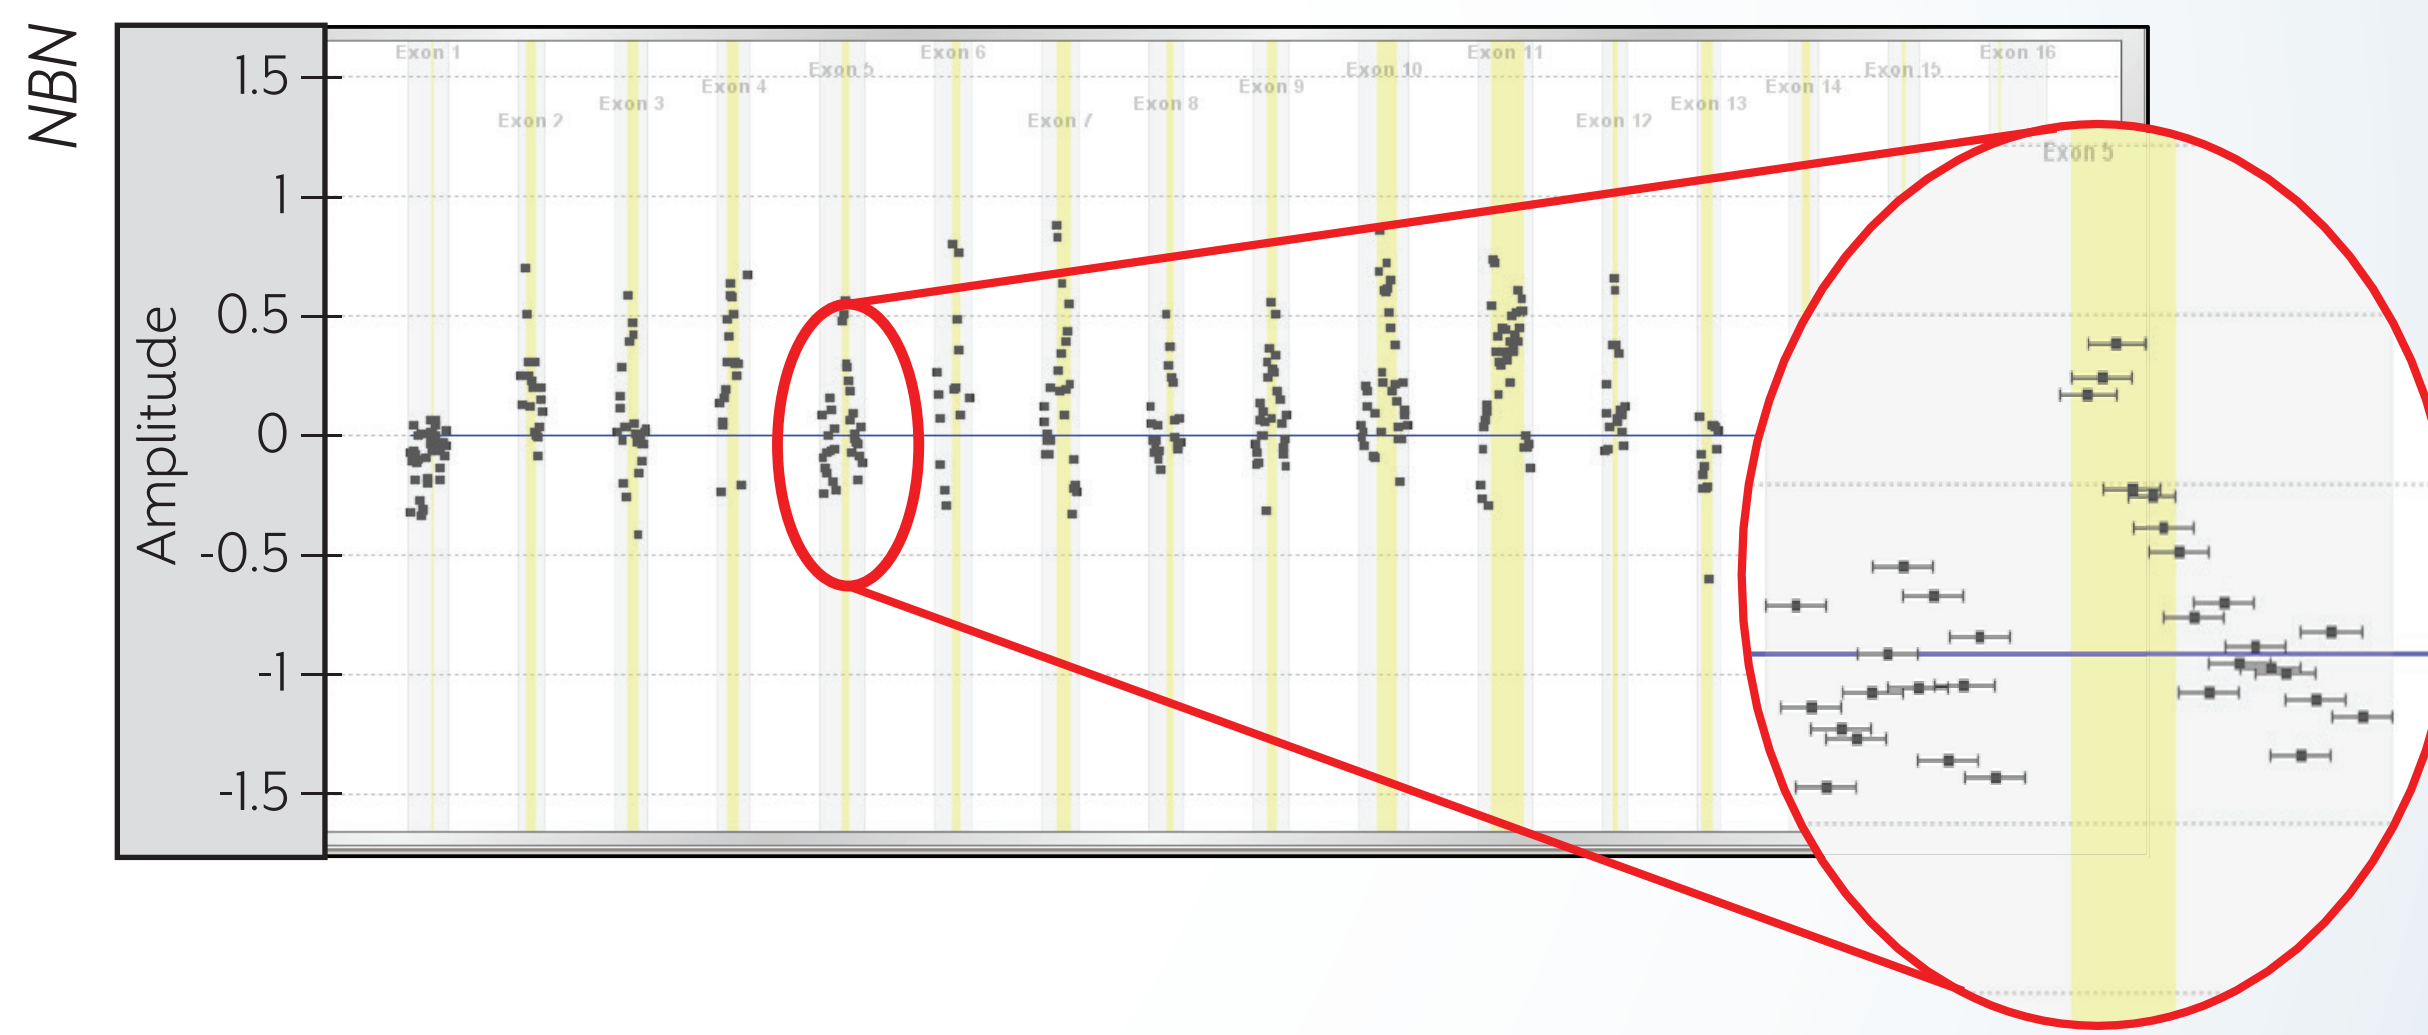 NBN
Amplitude
1.5
1
0.5
0
-0.5
-1
-1.5
Exon 1
Exon 2
Exon 3
Exon 4
Exon 5
Exon 6
Exon 7
Exon 8
Exon 9
Exon 10
Exon 11
Exon 12
Exon 13
Exon 14
Exon 15
Exon 16
Exon 5